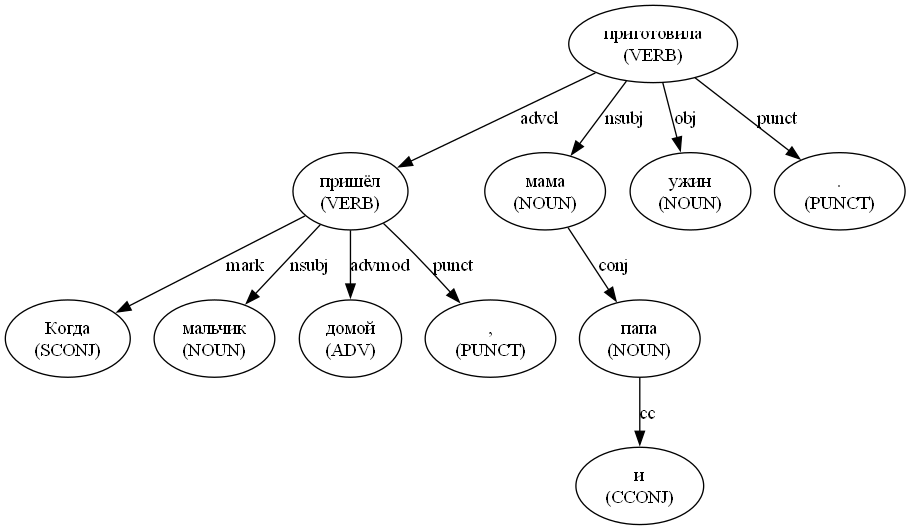 приготовила
(VERB)
advcl
nsubj
obj
punct
пришёл
(VERB)
мама
(NOUN)
ужин
(NOUN)
.
(PUNCT)
mark
nsubj
advmod
punct
conj
Когда
(SCONJ)
мальчик
(NOUN)
домой
(ADV)
,
(PUNCT)
папа
(NOUN)
cc
и
(CCONJ)